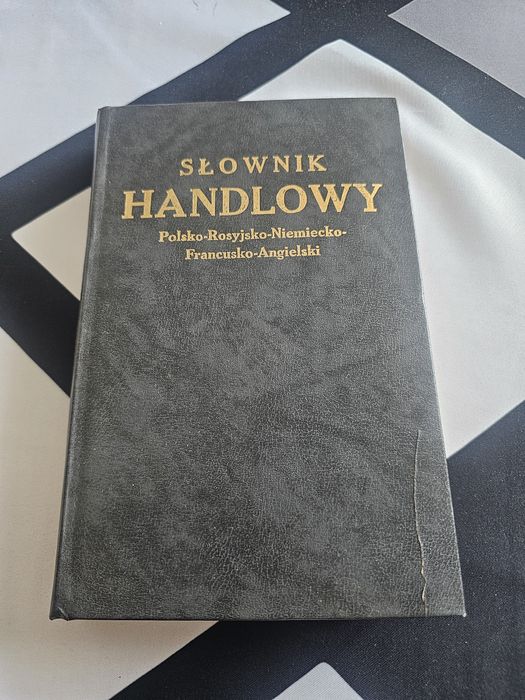 SŁOWNIK
HANDLOWY
Polsko-Rosyjsko-Niemiecko-
Francusko-Angielski